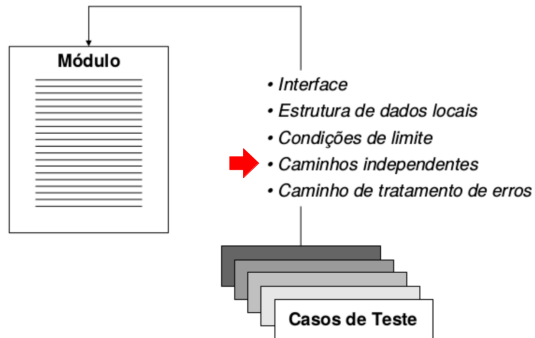 Módulo
• Interface
• Estrutura de dados locais
• Condições de limite
• Caminhos independentes
• Caminho de tratamento de erros
Casos de Teste